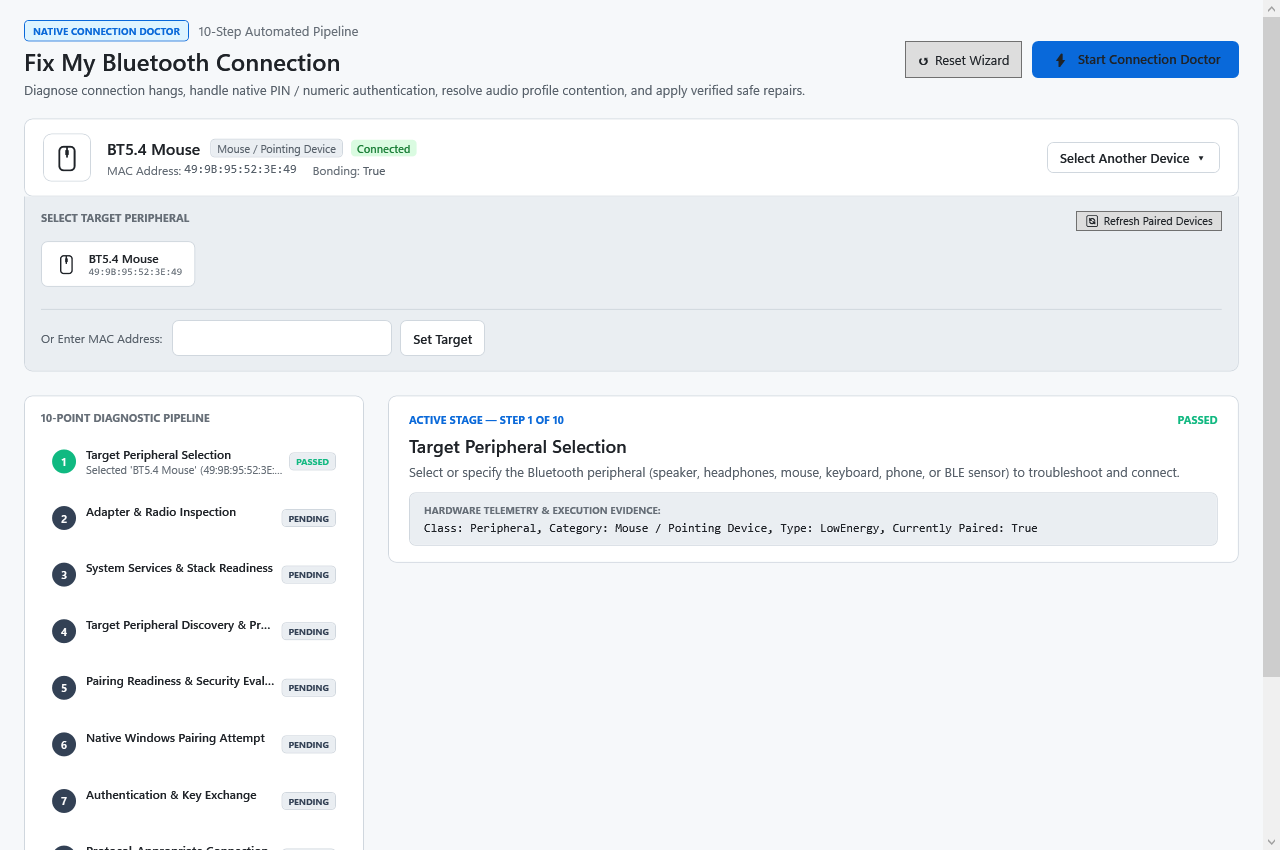 NATIVE CONNECTION DOCTOR 10-Step Automated Pipeline
Fix My Bluetooth Connection
Diagnose connection hangs, handle native PIN / numeric authentication, resolve audio profile contention, and apply verified safe repairs.
↺ Reset Wizard
Start Connection Doctor
BT5.4 Mouse Mouse / Pointing Device Connected
MAC Address: 49:9B:95:52:3E:49 Bonding: True
Select Another Device ▾
SELECT TARGET PERIPHERAL
Refresh Paired Devices
BT5.4 Mouse
49:9B:95:52:3E:49
Or Enter MAC Address:
Set Target
10-POINT DIAGNOSTIC PIPELINE
1 Target Peripheral Selection PASSED
Selected 'BT5.4 Mouse' (49:9B:95:52:3E:...
2 Adapter & Radio Inspection PENDING
3 System Services & Stack Readiness PENDING
4 Target Peripheral Discovery & Pr... PENDING
5 Pairing Readiness & Security Eval... PENDING
6 Native Windows Pairing Attempt PENDING
7 Authentication & Key Exchange PENDING
Protocol-Appropriate Connection
ACTIVE STAGE — STEP 1 OF 10 PASSED
Target Peripheral Selection
Select or specify the Bluetooth peripheral (speaker, headphones, mouse, keyboard, phone, or BLE sensor) to troubleshoot and connect.
HARDWARE TELEMETRY & EXECUTION EVIDENCE:
Class: Peripheral, Category: Mouse / Pointing Device, Type: LowEnergy, Currently Paired: True